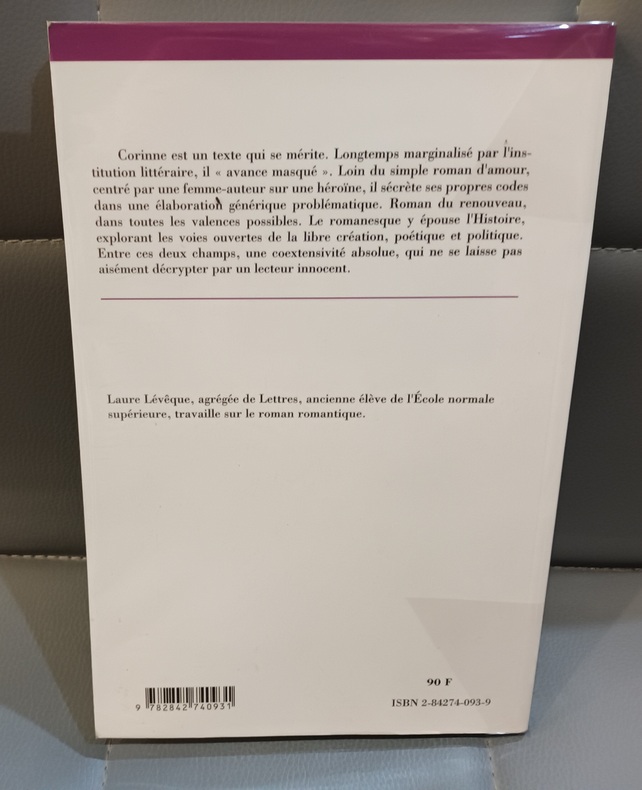 Corinne est un texte qui se mérite. Longtemps marginalisé par l'ins-
titution littéraire, il « avance masqué ». Loin du simple roman d'amour,
centré par une femme-auteur sur une héroïne, il sécrète ses propres codes
dans une élaboration générique problématique. Roman du renouveau,
dans toutes les valences possibles. Le romanesque y épouse l'Histoire,
explorant les voies ouvertes de la libre création, poétique et politique.
Entre ces deux champs, une coextensivité absolue, qui ne se laisse pas
aisément décrypter par un lecteur innocent.
Laure Lévêque, agrégée de Lettres, ancienne élève de l'École normale
supérieure, travaille sur le roman romantique.
90 F
9 782842 740931
ISBN 2-84274-093-9